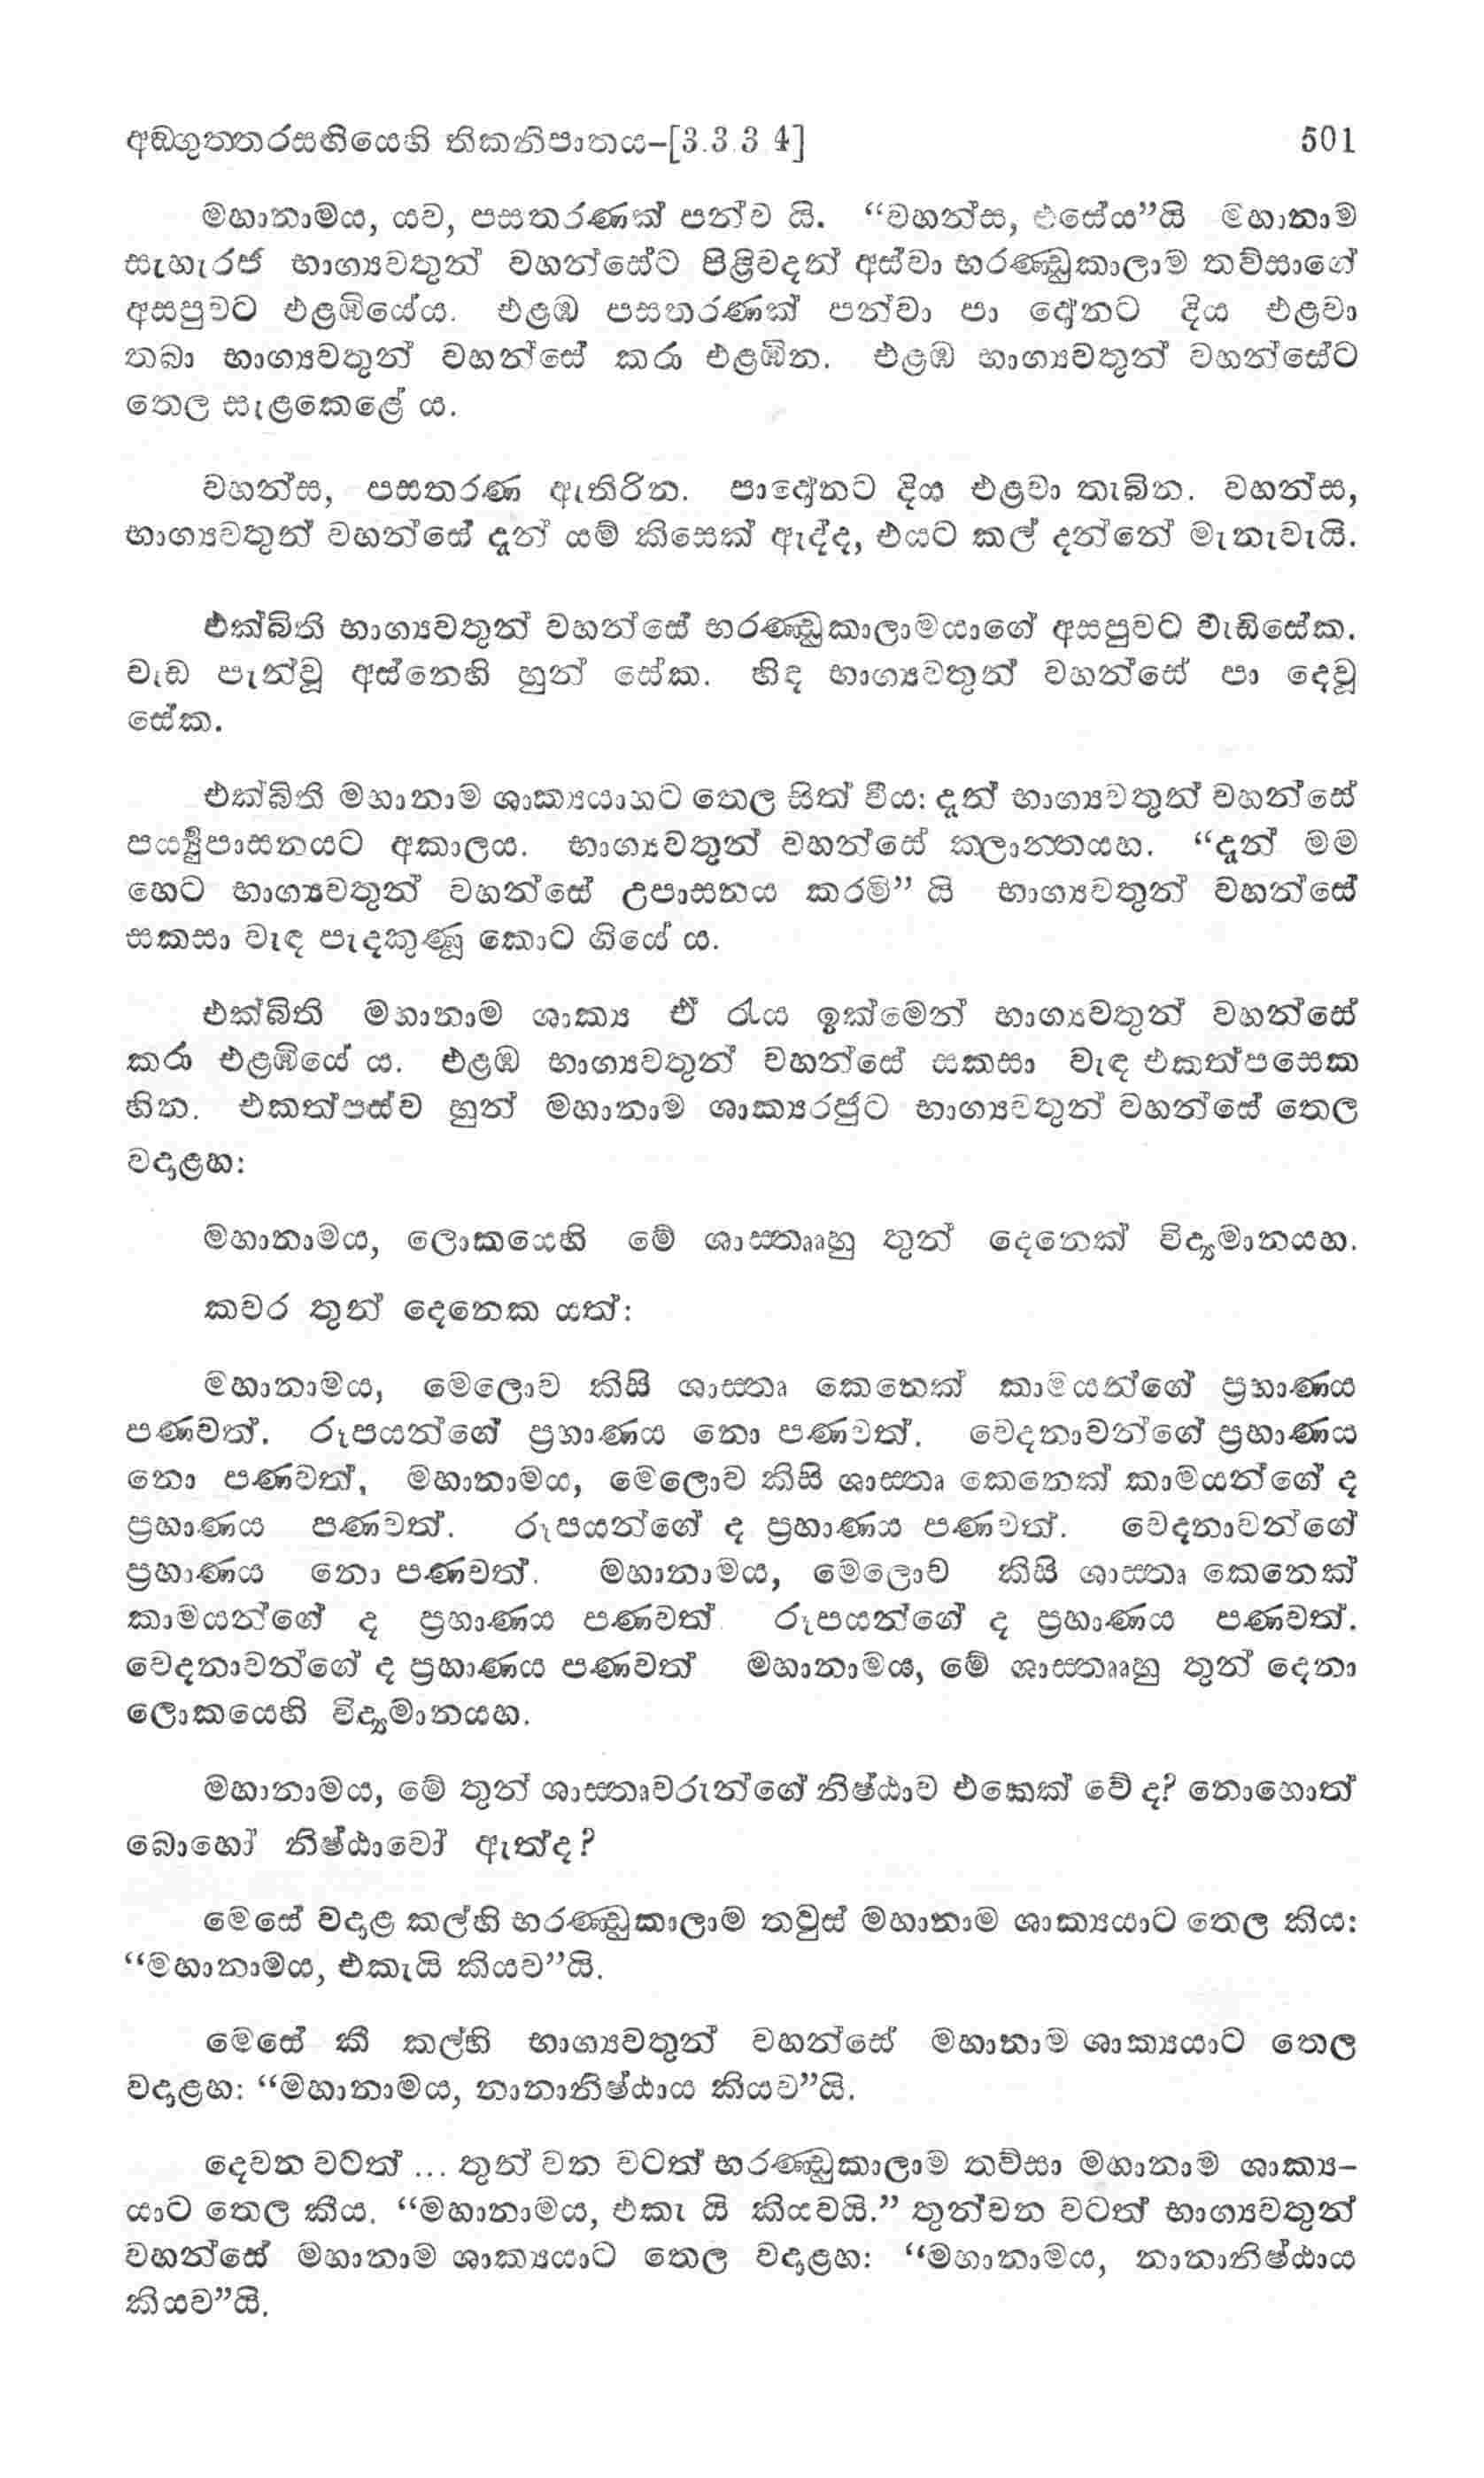 අඞගුත්තරසඟියෙහි තිකනිපාතය–[3.3.3 4] 501
මහානාමය, යව, පසතරණක් පන්ව යි. “වහන්ස, එසේය”යි මහානාම
සැහැරජ භාග්‍යවතුන් වහන්සේට පිළිවදන් අස්වා භරණ්ඩුකාලාම තව්සාගේ
අසපුවට එළඹියේය. එළඹ පසතරණක් පන්වා පා දෝනට දිය එළවා
තබා භාග්‍යවතුන් වහන්සේ කරා එළඹින. එළඹ භාග්‍යවතුන් වහන්සේට
තෙල සැළකෙළේ ය.
වහන්ස, පසතරණ ඇතිරින. පාදෝනට දිය එළවා තැබින. වහන්ස,
භාග්‍යවතුන් වහන්සේ දැන් යම් කිසෙක් ඇද්ද, එයට කල් දන්නේ මැනැවැයි.
එක්බිති භාග්‍යවතුන් වහන්සේ භරණ්ඩුකාලාමයාගේ අසපුවට වැඩිසේක.
වැඩ පැන්වූ අස්නෙහි හුන් සේක. හිඳ භාග්‍යවතුන් වහන්සේ පා දෙවූ
සේක.
එක්බිති මහානාම ශාක්‍යයාහට තෙල සිත් විය: දැන් භාග්‍යවතුන් වහන්සේ
පර්‍ය්‍යුපාසනයට අකාලය. භාග්‍යවතුන් වහන්සේ ක්ලාන්තයහ. “දැන් මම
හෙට භාග්‍යවතුන් වහන්සේ උපාසනය කරමි” යි භාග්‍යවතුන් වහන්සේ
සකසා වැඳ පැදකුණු කොට ගියේ ය.
එක්බිති මහානාම ශාක්‍ය ඒ රැය ඉක්මෙන් භාග්‍යවතුන් වහන්සේ
කරා එළඹියේ ය. එළඹ භාග්‍යවතුන් වහන්සේ සකසා වැඳ එකත්පසෙක
හින. එකත්පස්ව හුන් මහානාම ශාක්‍යරජුට භාග්‍යවතුන් වහන්සේ තෙල
වදාළහ:
මහානාමය, ලොකයෙහි මේ ශාස්තෲහු තුන් දෙනෙක් විද්‍යමානයහ.
කවර තුන් දෙනෙක යත්:
මහානාමය, මෙලොව කිසි ශාස්තෘ කෙනෙක් කාමයන්ගේ ප්‍රහාණය
පණවත්. රූපයන්ගේ ප්‍රහාණය නො පණවත්. වෙදනාවන්ගේ ප්‍රහාණය
නො පණවත්, මහානාමය, මෙලොව කිසි ශාස්තෘ කෙනෙක් කාමයන්ගේ ද
ප්‍රහාණය පණවත්. රූපයන්ගේ ද ප්‍රහාණය පණවත්. වෙදනාවන්ගේ
ප්‍රහාණය නො පණවත්. මහානාමය, මෙලොව කිසි ශාස්තෘ කෙනෙක්
කාමයන්ගේ ද ප්‍රහාණය පණවත් රූපයන්ගේ ද ප්‍රහාණය පණවත්.
වෙදනාවන්ගේ ද ප්‍රහාණය පණවත් මහානාමය, මේ ශාස්තෲහු තුන් දෙනා
ලොකයෙහි විද්‍යමානයහ.
මහානාමය, මේ තුන් ශාස්තෘවරුන්ගේ නිෂ්ඨාව එකෙක් වේ ද? නොහොත්
බොහෝ නිෂ්ඨාවෝ ඇත්ද?
මෙසේ වදාළ කල්හි භරණ්ඩුකාලාම තවුස් මහානාම ශාක්‍යයාට තෙල කිය:
“මහානාමය, එකැයි කියව”යි.
මෙසේ කී කල්හි භාග්‍යවතුන් වහන්සේ මහානාම ශාක්‍යයාට තෙල
වදාළහ: “මහානාමය, නානානිෂ්ඨාය කියව”යි.
දෙවන වටත් ... තුන් වන වටත් භරණ්ඩුකාලාම තව්සා මහානාම ශාක්‍ය–
යාට තෙල කීය. “මහානාමය, එකැ යි කියවයි.” තුන්වන වටත් භාග්‍යවතුන්
වහන්සේ මහානාම ශාක්‍යයාට තෙල වදාළහ: “මහානාමය, නානානිෂ්ඨාය
කියව”යි.